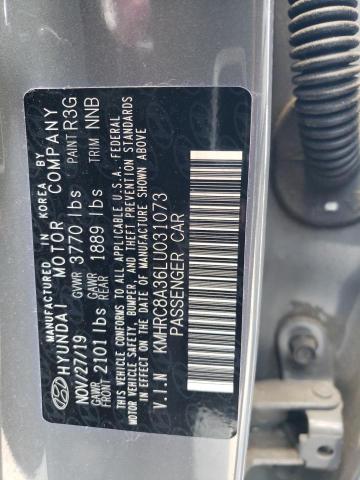 MANUFACTURED IN KOREA BY
HYUNDAI MOTOR COMPANY
NOV/27/19 GVWR 3770 lbs PAINT R3G
GAWR FRONT 2101 lbs GAWR REAR 1889 lbs TRIM NNB
THIS VEHICLE CONFORMS TO ALL APPLICABLE U.S.A. FEDERAL
MOTOR VEHICLE SAFETY, BUMPER, AND THEFT PREVENTION STANDARDS
IN EFFECT ON THE DATE OF MANUFACTURE SHOWN ABOVE.
V.I.N KMHRC8A36LU031073
PASSENGER CAR